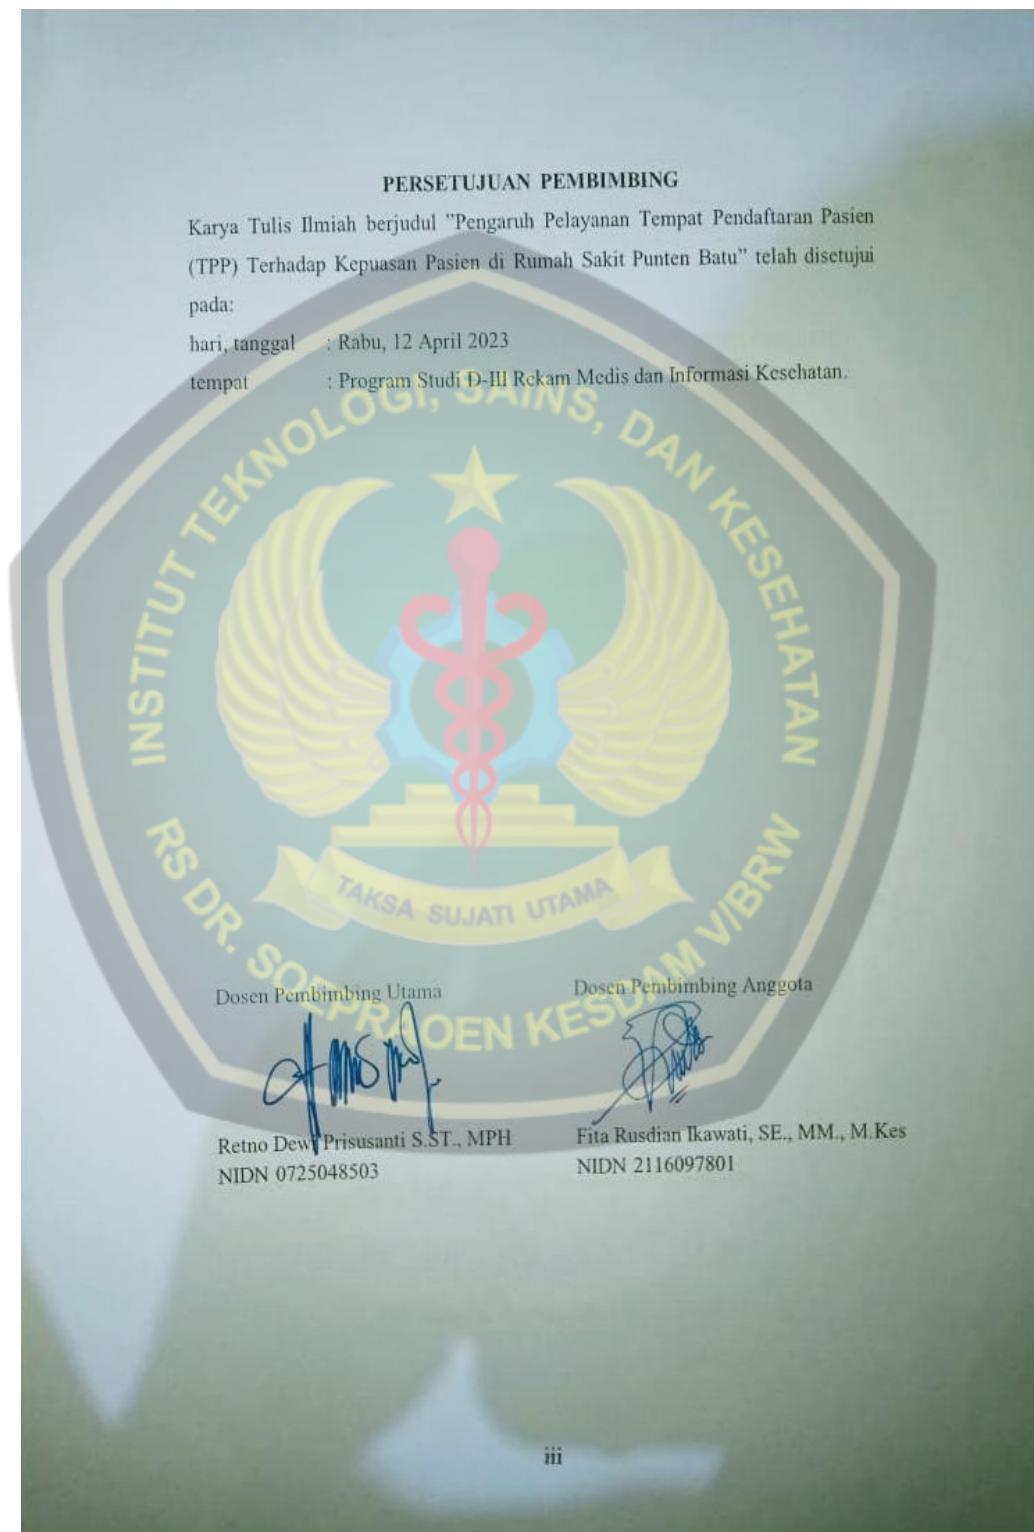 PERSETUJUAN PEMBIMBING
Karya Tulis Ilmiah berjudul ”Pengaruh Pelayanan Tempat Pendaftaran Pasien
(TPP) Terhadap Kepuasan Pasien di Rumah Sakit Punten Batu” telah disetujui
pada:
hari, tanggal : Rabu, 12 April 2023
tempat : Program Studi D-III Rekam Medis dan Informasi Kesehatan.
INSTITUT TEKNOLOGI, SAINS, DAN KESEHATAN
TAKSA SUJATI UTAMA
RS DR. SOEPRAOEN KESDAM V/BRW
Dosen Pembimbing Utama
Dosen Pembimbing Anggota
Retno Dewi Prisusanti S.ST., MPH
NIDN 0725048503
Fita Rusdian Ikawati, SE., MM., M.Kes
NIDN 2116097801
iii